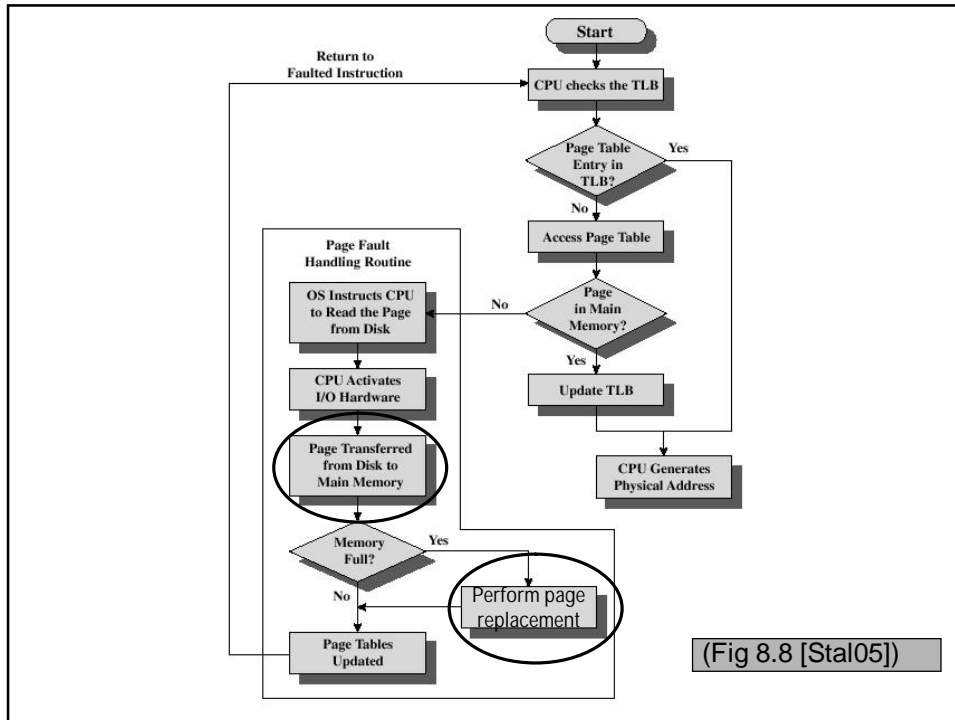 Start
Return to
Faulted Instruction
CPU checks the TLB
Page Table
Entry in
TLB?
Yes
No
Access Page Table
Page Fault
Handling Routine
OS Instructs CPU
to Read the Page
from Disk
No
Page
in Main
Memory?
Yes
CPU Activates
I/O Hardware
Update TLB
Page Transferred
from Disk to
Main Memory
CPU Generates
Physical Address
Memory
Full?
Yes
No
Perform page
replacement
Page Tables
Updated
(Fig 8.8 [Stal05])